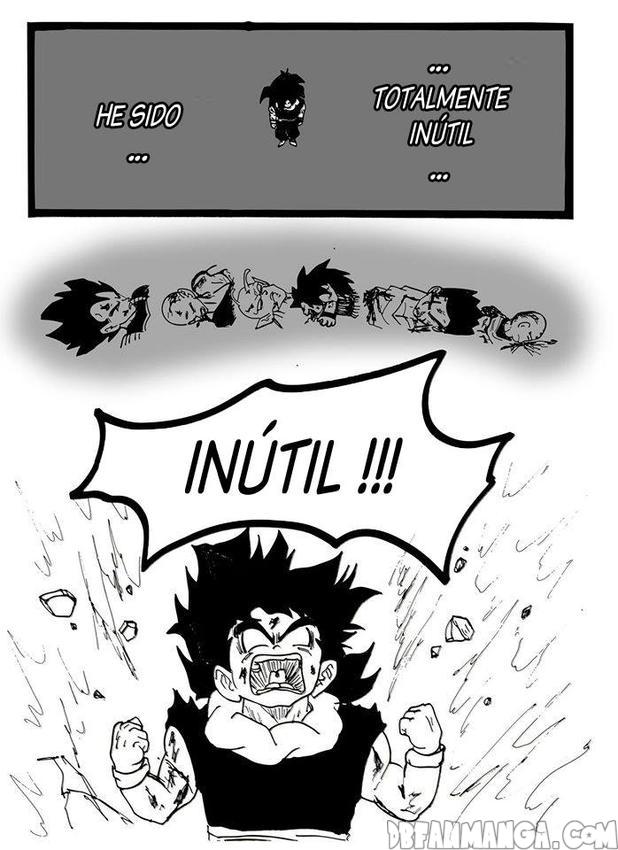 HE SIDO
...
...
TOTALMENTE
INÚTIL
...
INÚTIL !!!
DBFANMANGA.COM